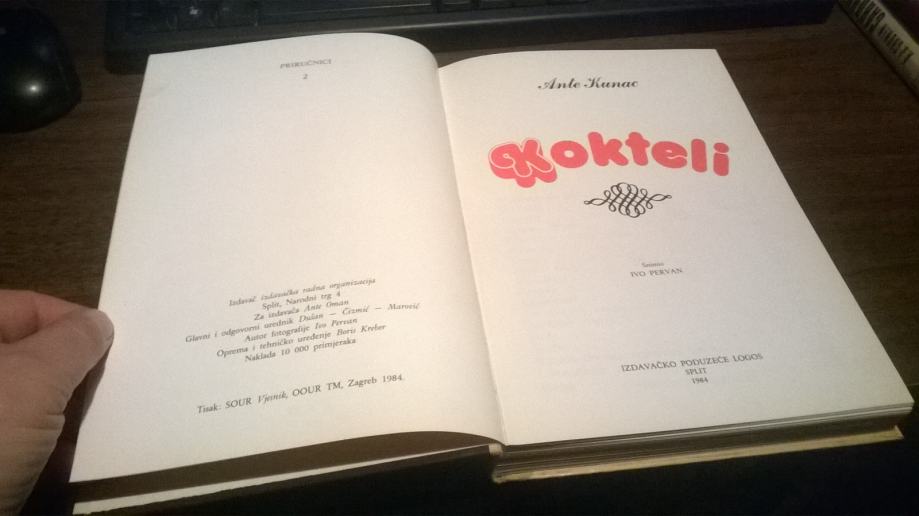 PRIRUČNICI
2
Izdavač izdavačka radna organizacija
Split, Narodni trg 4
Za izdavača Ante Oman
Glavni i odgovorni urednik Dušan — Čizmić — Marović
Autor fotografije Ivo Pervan
Oprema i tehničko uređenje Boris Kreber
Naklada 10 000 primjeraka
Tisak: SOUR Vjesnik, OOUR TM, Zagreb 1984.
Ante Kunac
Kokteli
Snimio
IVO PERVAN
IZDAVAČKO PODUZEĆE LOGOS
SPLIT
1984